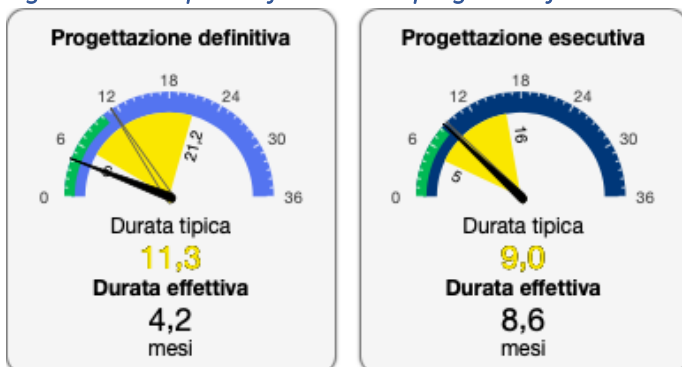 Progettazione definitiva
0
6
12
18
24
30
36
21,2
Durata tipica
11,3
Durata effettiva
4,2
mesi
Progettazione esecutiva
0
6
12
18
24
30
36
5
16
Durata tipica
9,0
Durata effettiva
8,6
mesi